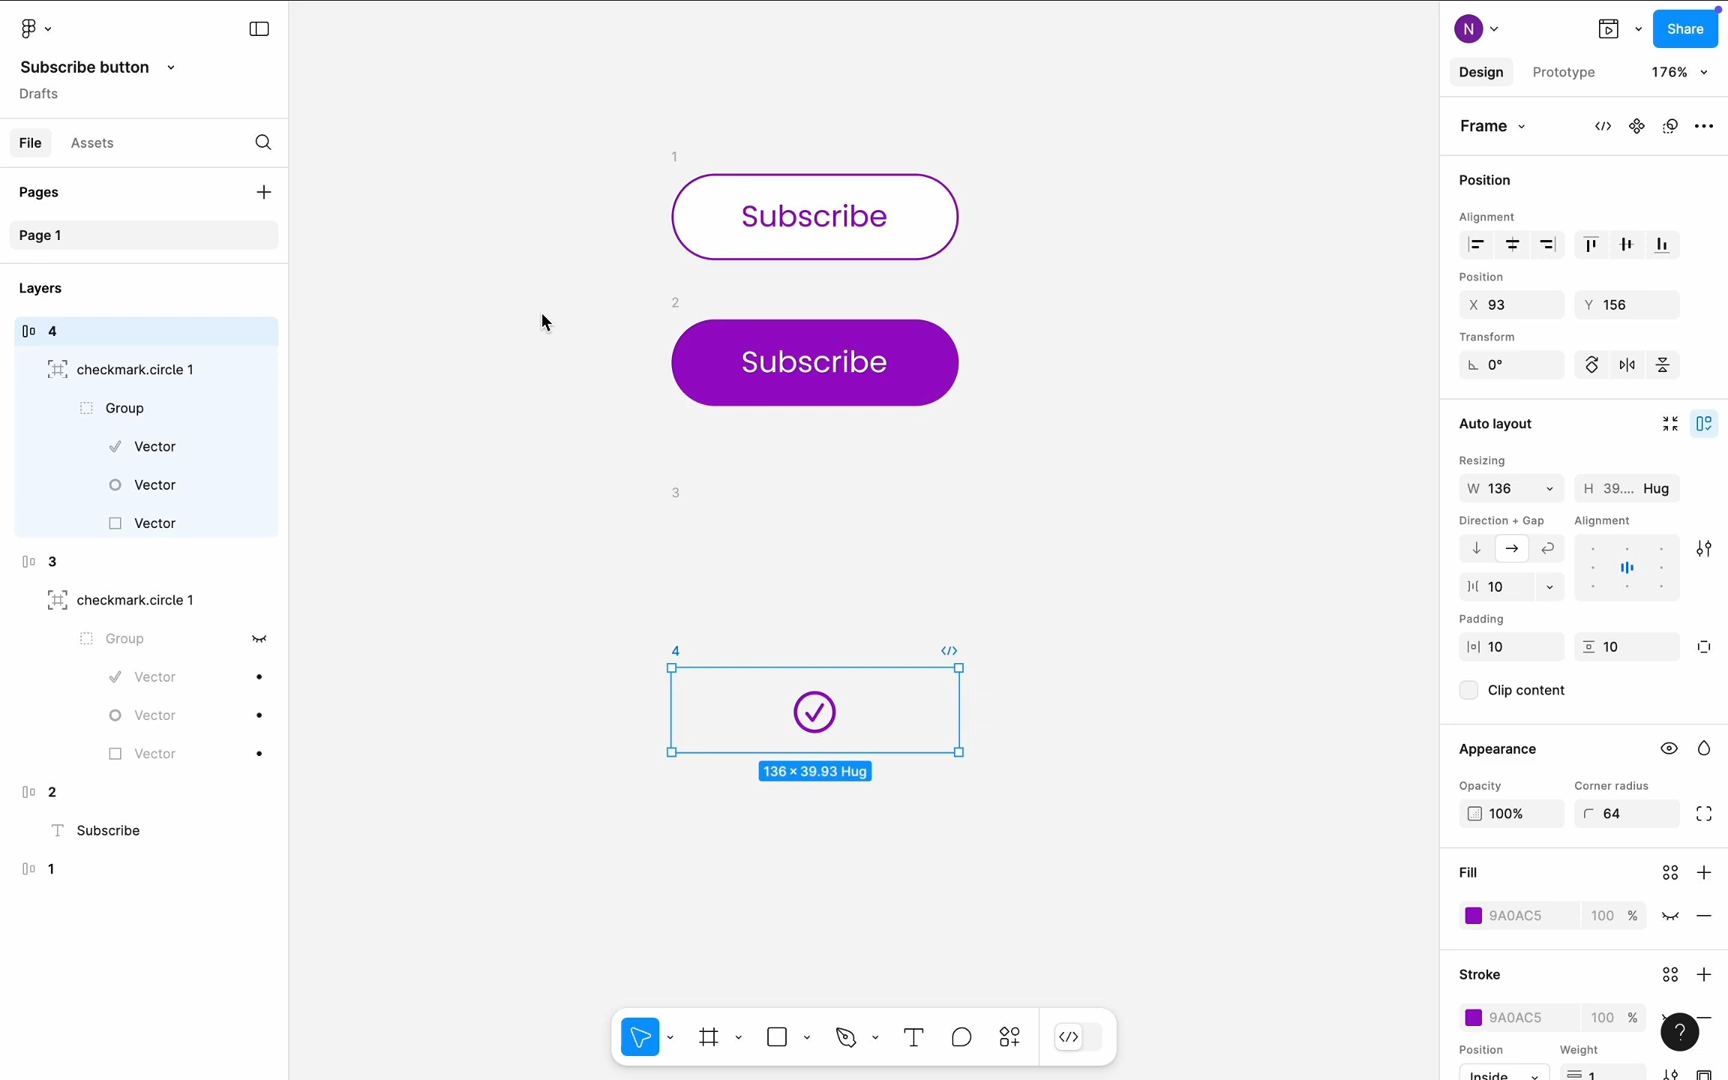 Subscribe button
Drafts
File Assets
Pages
Page 1
Layers
4
checkmark.circle 1
Group
Vector
Vector
Vector
3
checkmark.circle 1
Group
Vector
Vector
Vector
2
Subscribe
1
1
Subscribe
2
Subscribe
3
4
136 × 39.93 Hug
N
Share
Design Prototype 176%
Frame
Position
Alignment
Position
X 93 Y 156
Transform
0°
Auto layout
Resizing
W 136 H 39.... Hug
Direction + Gap Alignment
10
Padding
10 10
Clip content
Appearance
Opacity Corner radius
100% 64
Fill
9A0AC5 100 %
Stroke
9A0AC5 100 %
?
Position Weight
Inside 1